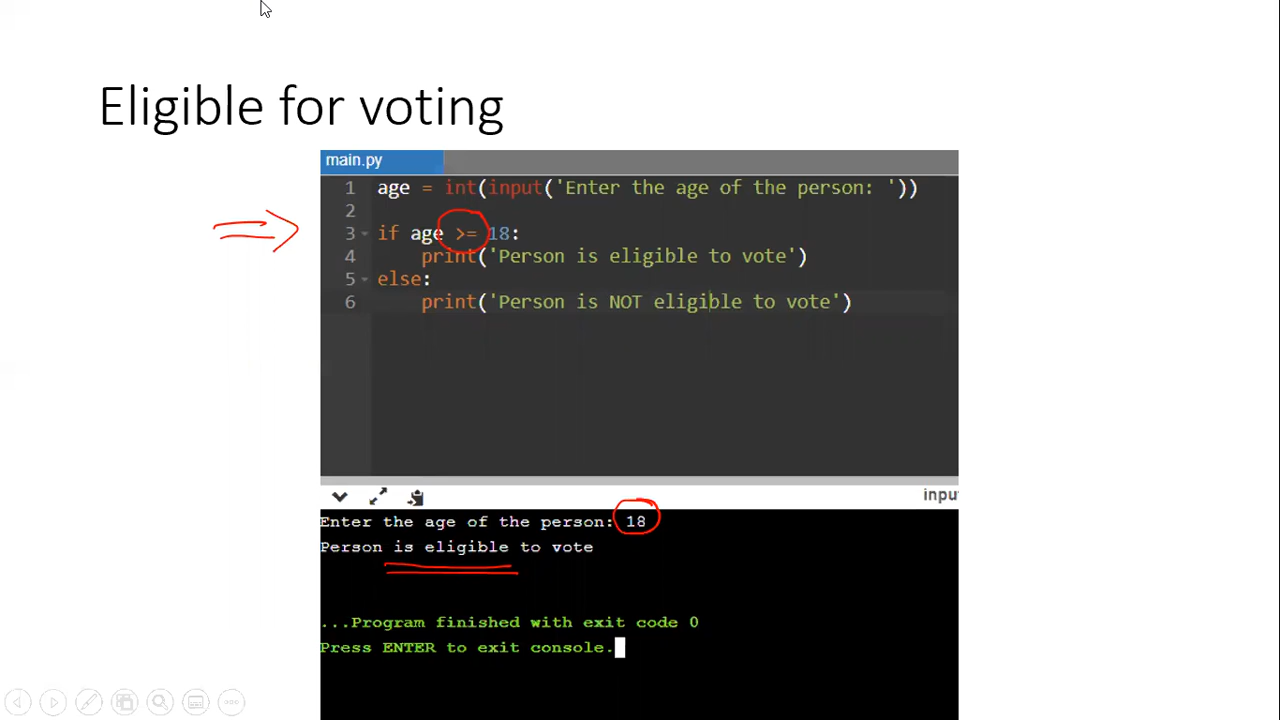 Eligible for voting
main.py
1 age = int(input('Enter the age of the person: '))
2
3 if age >= 18:
4     print('Person is eligible to vote')
5 else:
6     print('Person is NOT eligible to vote')
input
Enter the age of the person: 18
Person is eligible to vote
...Program finished with exit code 0
Press ENTER to exit console.